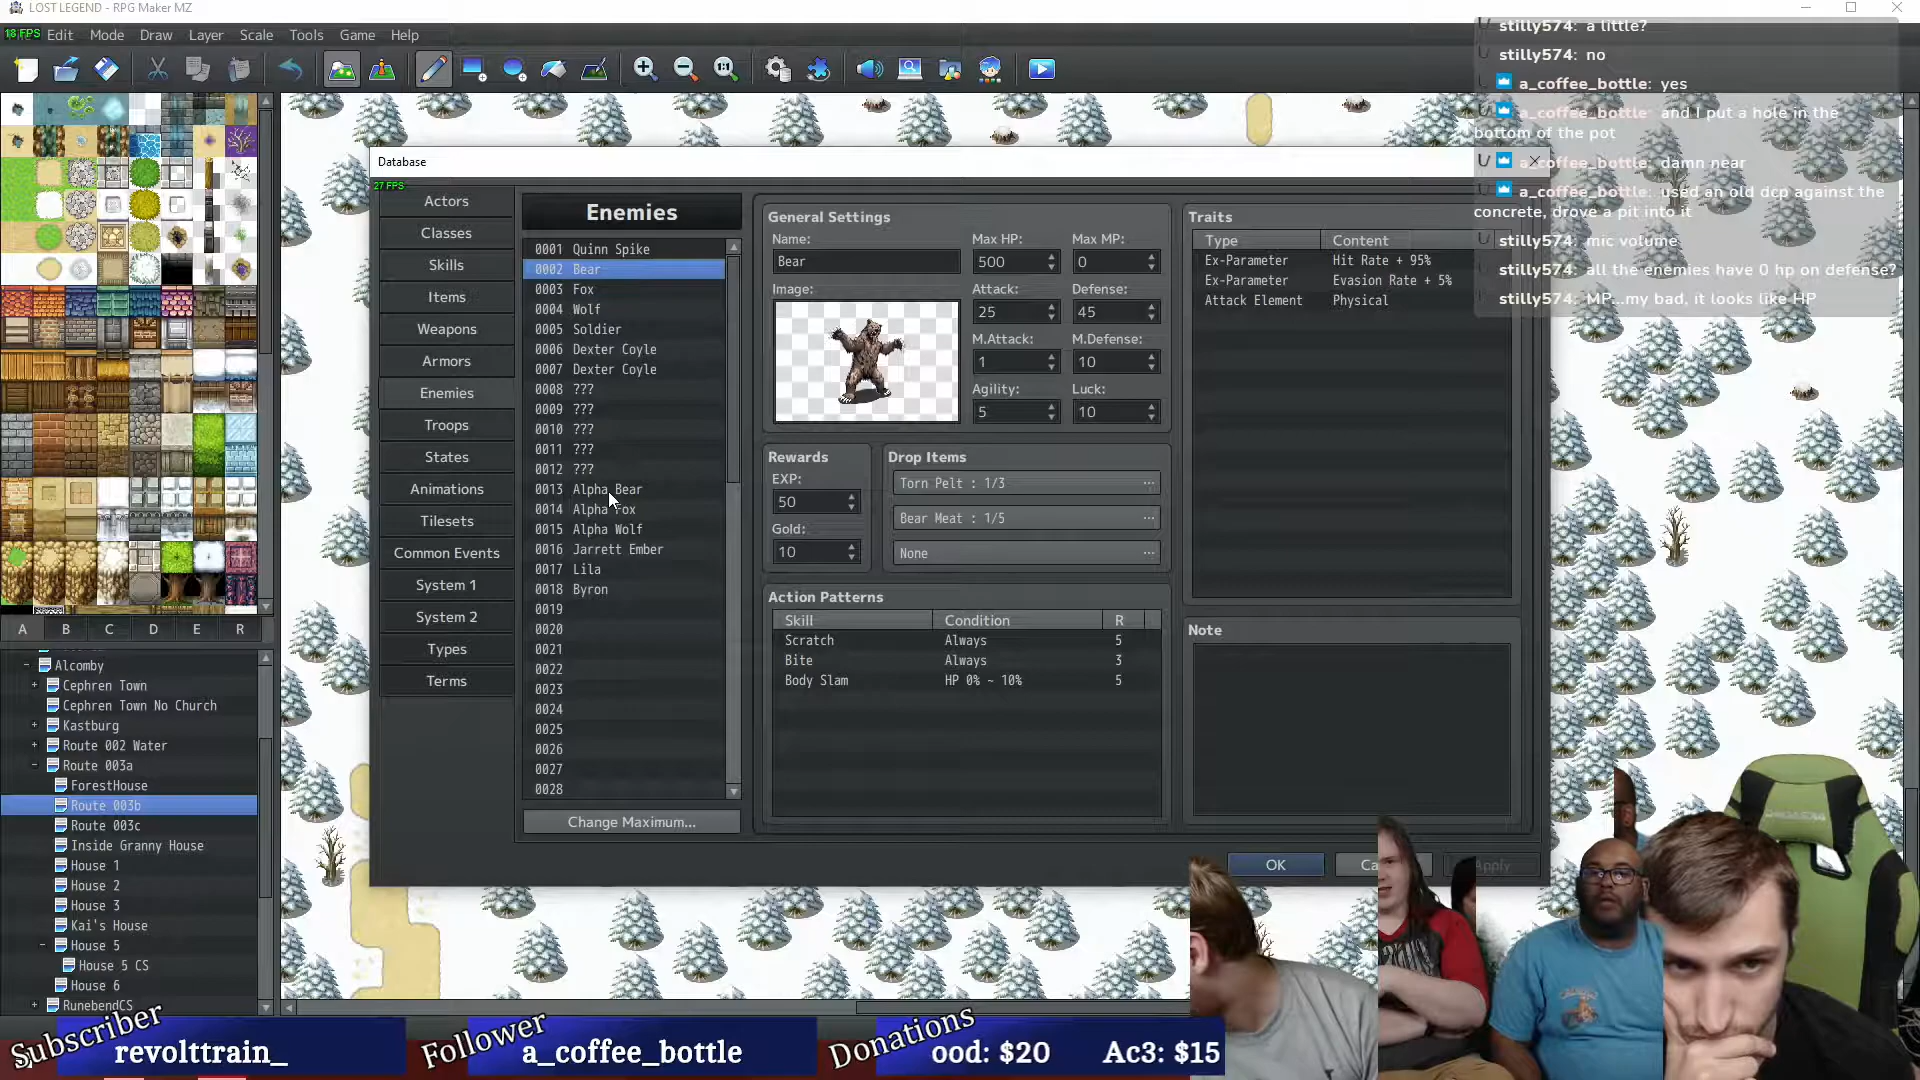 LOST LEGEND - RPG Maker MZ
18 FPS
Edit
Mode
Draw
Layer
Scale
Tools
Game
Help
stilly574: a little?
stilly574: no
a_coffee_bottle: yes
a_coffee_bottle: and I put a hole in the
bottom of the pot
a_coffee_bottle: damn near
a_coffee_bottle: used an old dcp against the
concrete, drove a pit into it
stilly574: mic volume
stilly574: all the enemies have 0 hp on defense?
stilly574: MP...my bad, it looks like HP
Database
27 FPS
Actors
Classes
Skills
Items
Weapons
Armors
Enemies
Troops
States
Animations
Tilesets
Common Events
System 1
System 2
Types
Terms
Enemies
0001 Quinn Spike
0002 Bear
0003 Fox
0004 Wolf
0005 Soldier
0006 Dexter Coyle
0007 Dexter Coyle
0008 ???
0009 ???
0010 ???
0011 ???
0012 ???
0013 Alpha Bear
0014 Alpha Fox
0015 Alpha Wolf
0016 Jarrett Ember
0017 Lila
0018 Byron
0019
0020
0021
0022
0023
0024
0025
0026
0027
0028
Change Maximum...
General Settings
Name:
Bear
Image:
Max HP:
500
Max MP:
0
Attack:
25
Defense:
45
M.Attack:
1
M.Defense:
10
Agility:
5
Luck:
10
Rewards
EXP:
50
Gold:
10
Drop Items
Torn Pelt : 1/3
Bear Meat : 1/5
None
Action Patterns
Skill Condition R
Scratch Always 5
Bite Always 3
Body Slam HP 0% ~ 10% 5
Traits
Type Content
Ex-Parameter Hit Rate + 95%
Ex-Parameter Evasion Rate + 5%
Attack Element Physical
Note
OK
Ca
A B C D E R
Alcomby
Cephren Town
Cephren Town No Church
Kastburg
Route 002 Water
Route 003a
ForestHouse
Route 003b
Route 003c
Inside Granny House
House 1
House 2
House 3
Kai's House
House 5
House 5 CS
House 6
RunebendCS
Subscriber
revolttrain_
Follower
a_coffee_bottle
Donations
ood: $20 Ac3: $15